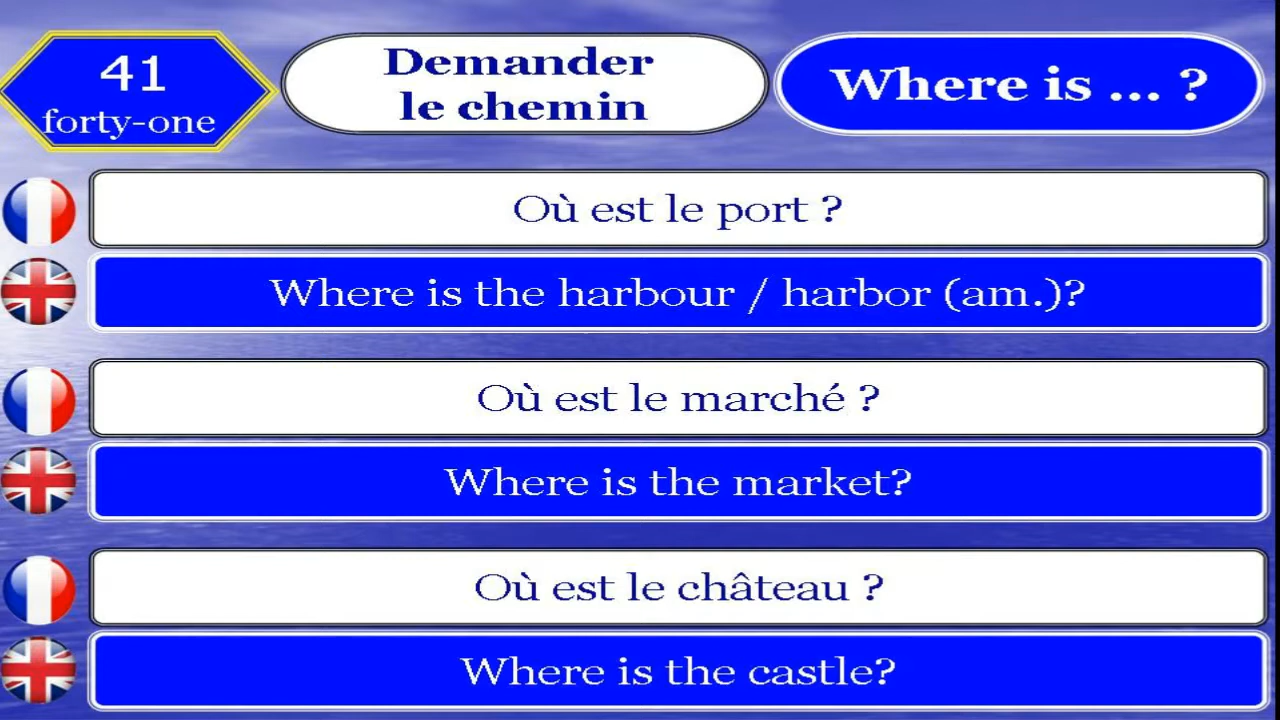 41
forty-one
Demander
le chemin
Where is ... ?
Où est le port ?
Where is the harbour / harbor (am.)?
Où est le marché ?
Where is the market?
Où est le château ?
Where is the castle?